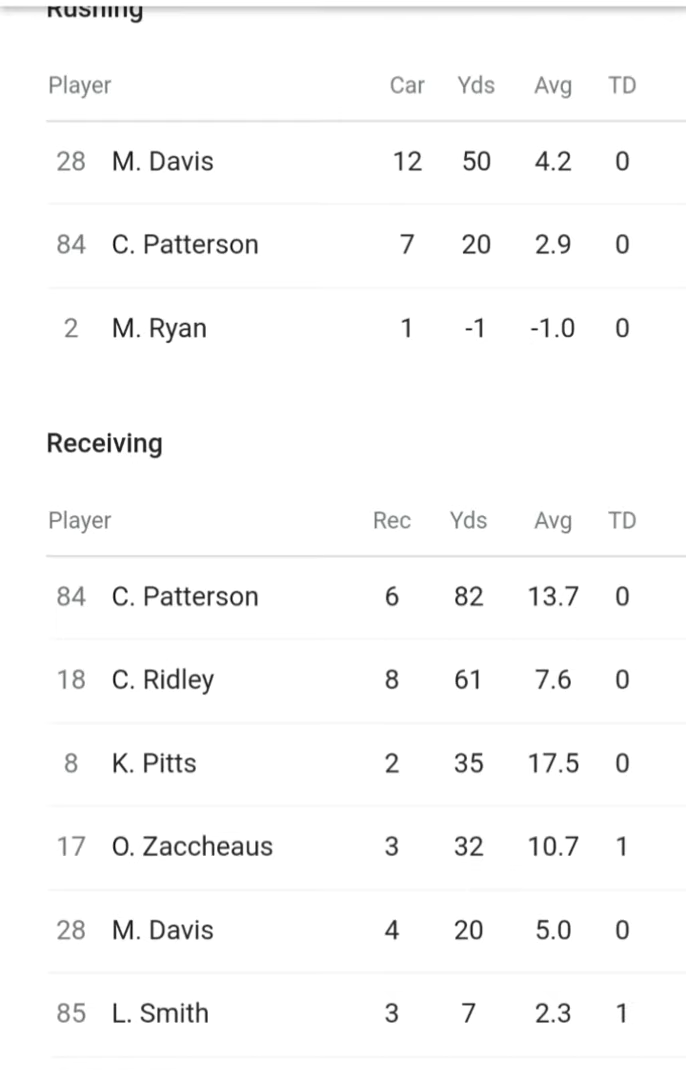 Rushing
Player Car Yds Avg TD
28 M. Davis 12 50 4.2 0
84 C. Patterson 7 20 2.9 0
2 M. Ryan 1 -1 -1.0 0
Receiving
Player Rec Yds Avg TD
84 C. Patterson 6 82 13.7 0
18 C. Ridley 8 61 7.6 0
8 K. Pitts 2 35 17.5 0
17 O. Zaccheaus 3 32 10.7 1
28 M. Davis 4 20 5.0 0
85 L. Smith 3 7 2.3 1